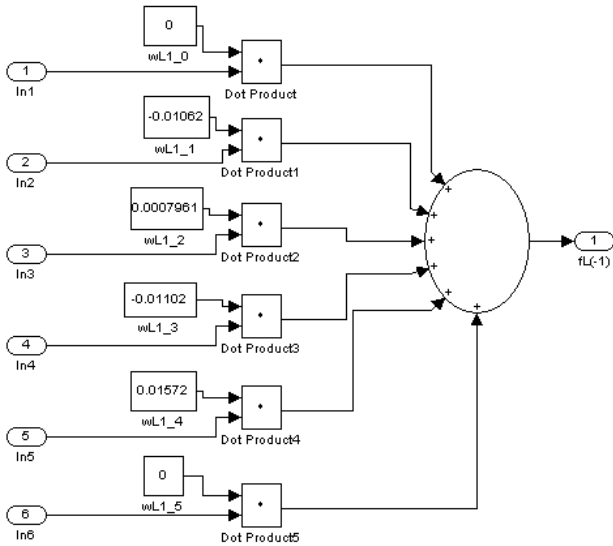 0
wL1_0
1
In1
Dot Product
-0.01062
wL1_1
2
In2
Dot Product1
0.0007961
wL1_2
3
In3
Dot Product2
-0.01102
wL1_3
4
In4
Dot Product3
0.01572
wL1_4
5
In5
Dot Product4
0
wL1_5
6
In6
Dot Product5
+
+
+
+
+
+
1
fL(-1)